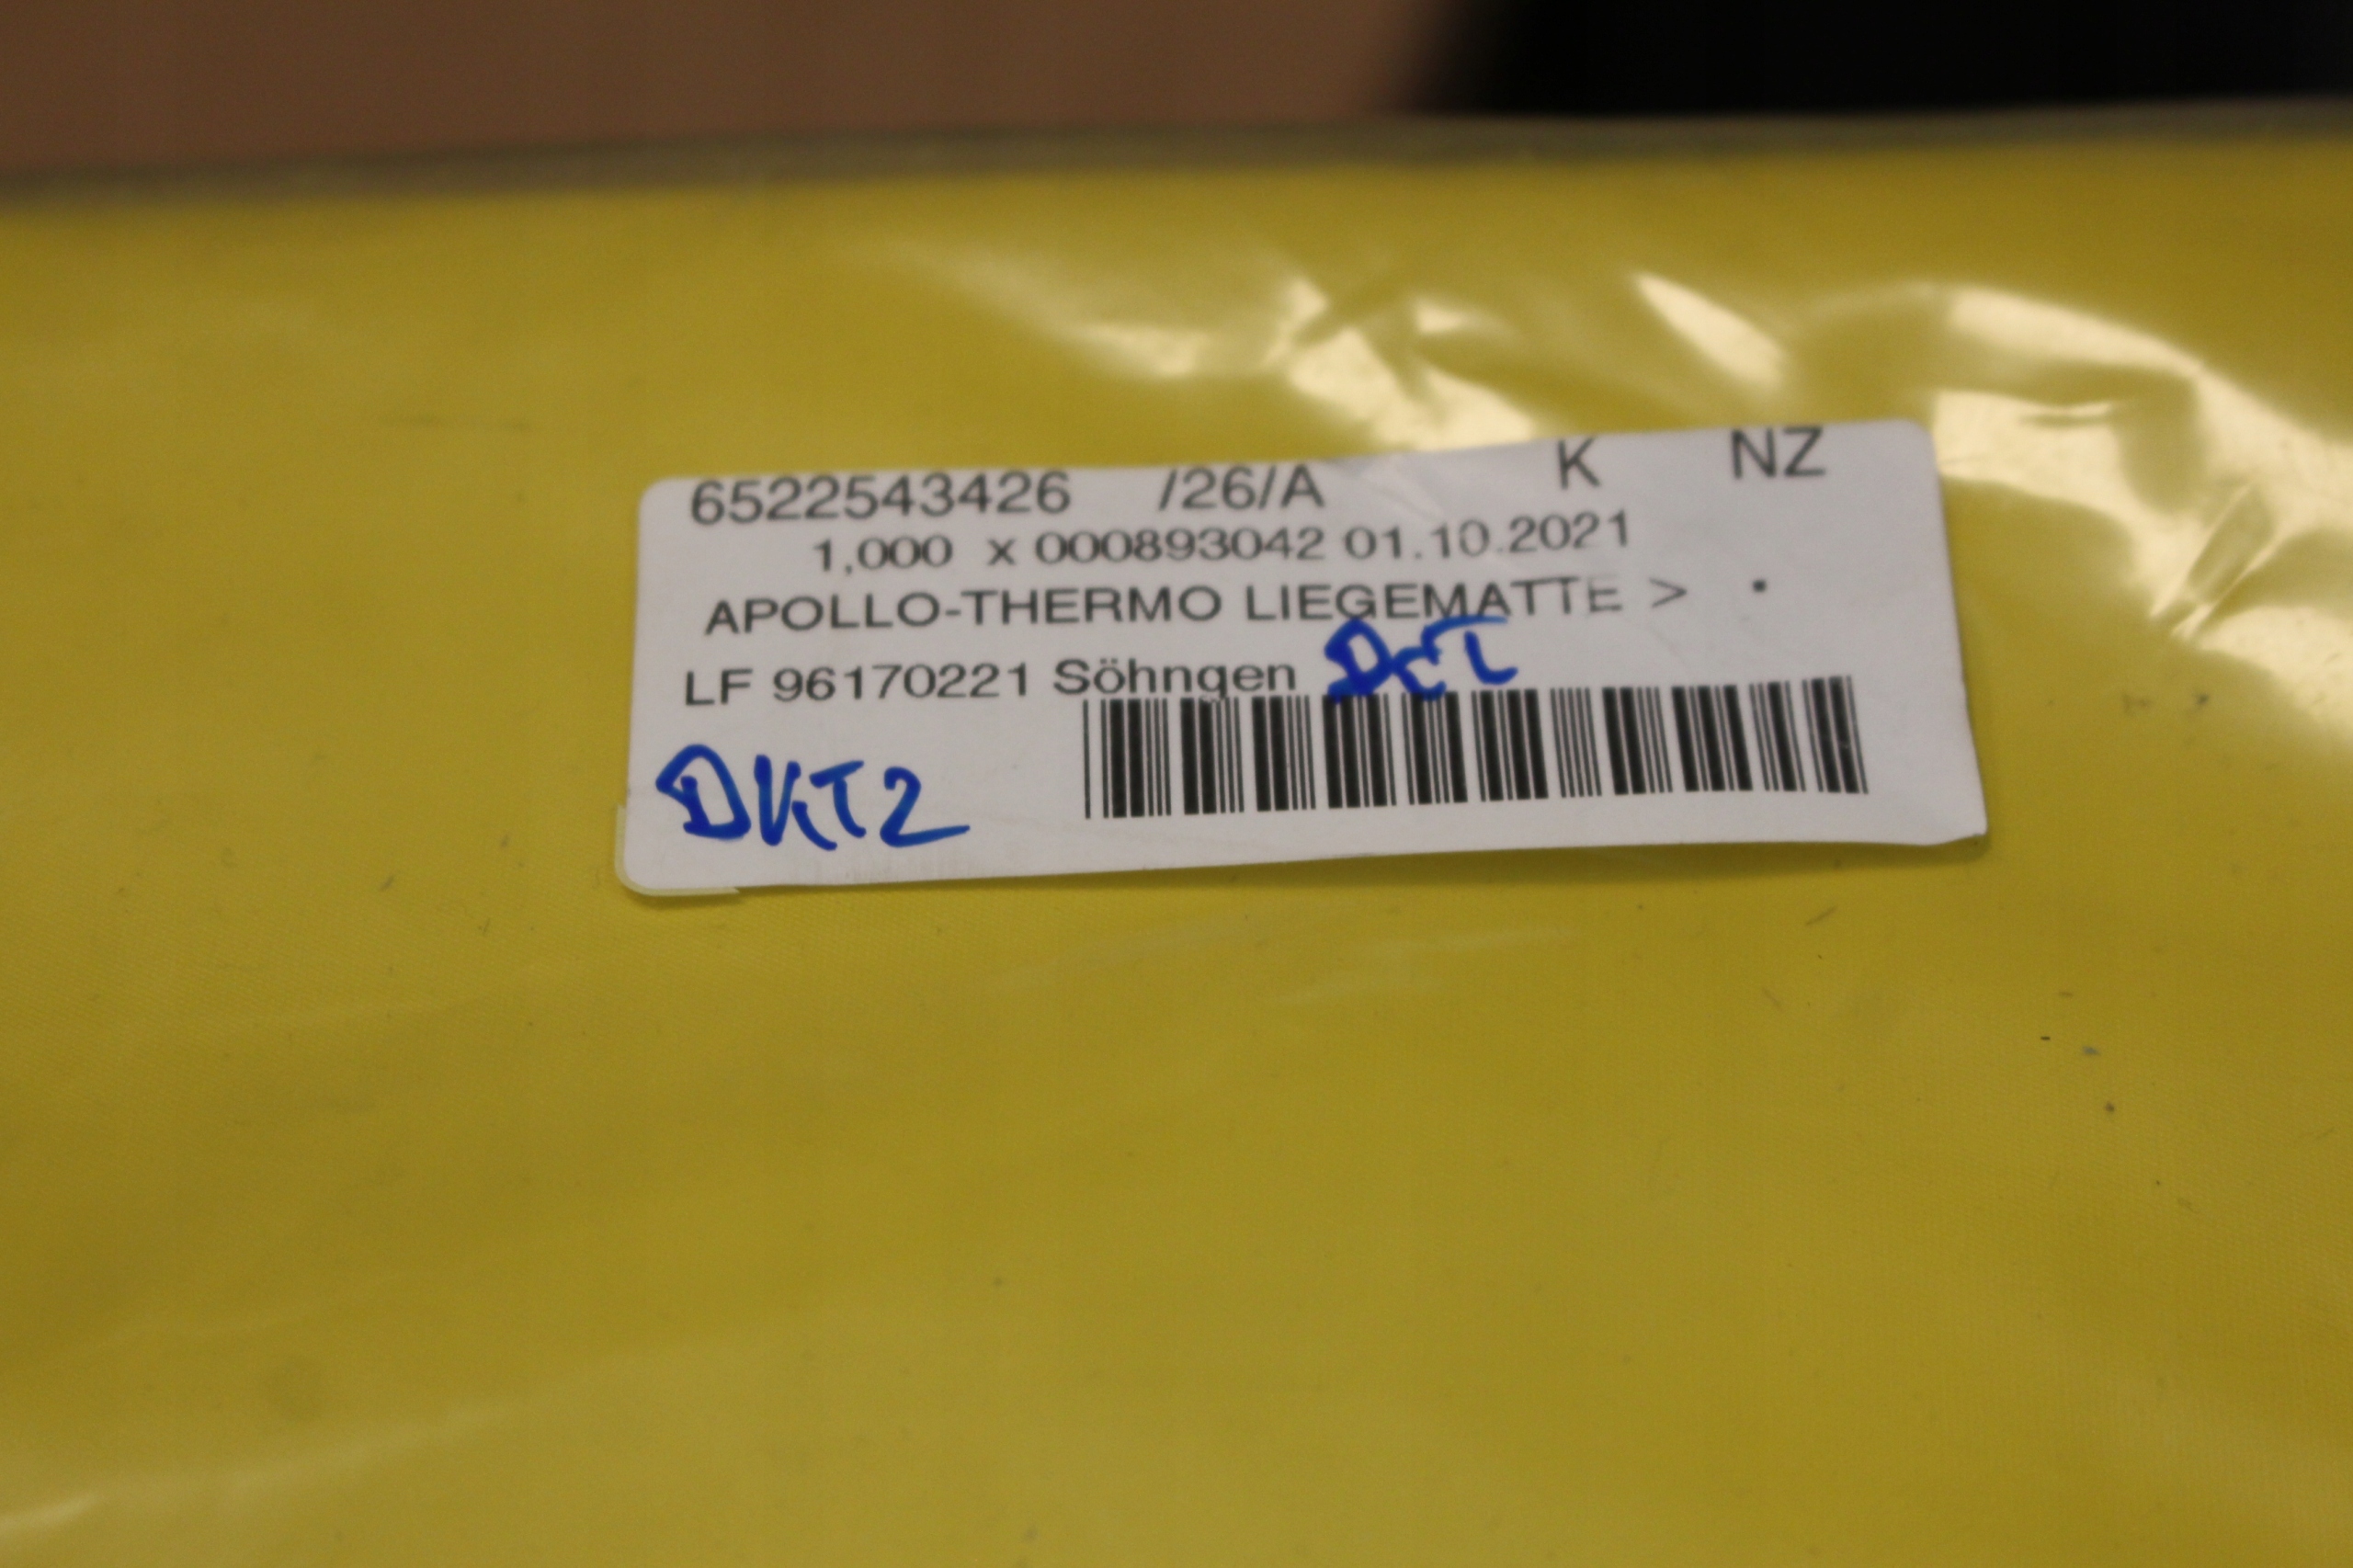 6522543426 /26/A K NZ
1,000 x 000893042 01.10.2021
APOLLO-THERMO LIEGEMATTE >
LF 96170221 Söhngen
DKT2